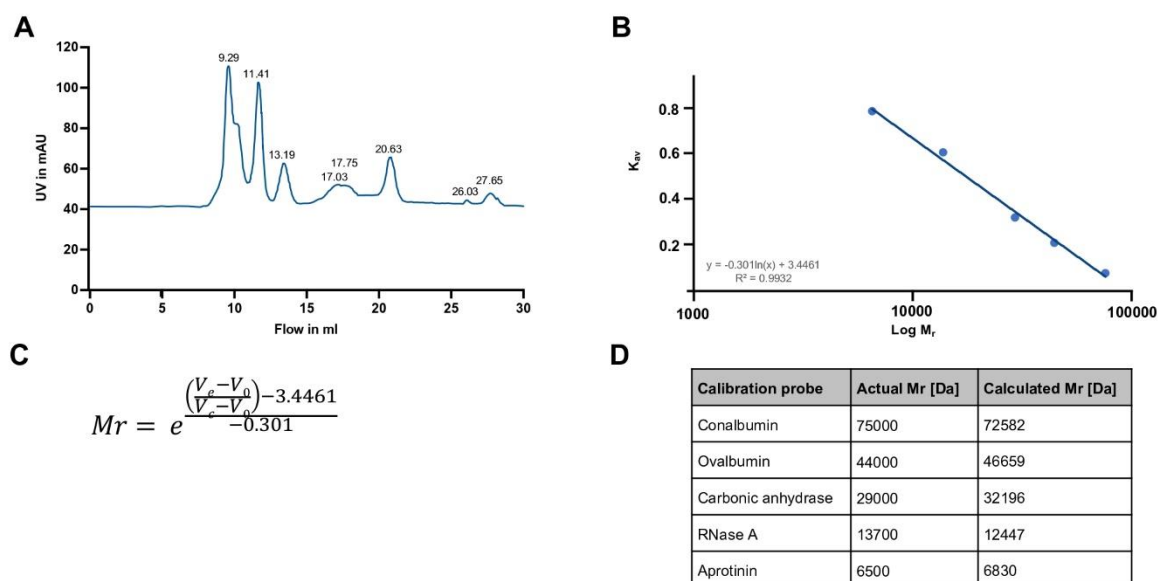 A
120
100
80
60
40
20
0
UV in mAU
9.29
11.41
13.19
17.03
17.75
20.63
26.03
27.65
0 5 10 15 20 25 30
Flow in ml
B
0.8
0.6
0.4
0.2
Kav
y = -0.301ln(x) + 3.4461
R² = 0.9932
1000 10000 100000
Log Mr
C
Mr = e^(((Ve−V0)/(Vc−V0))−3.4461)/(−0.301)
D
Calibration probe Actual Mr [Da] Calculated Mr [Da]
Conalbumin 75000 72582
Ovalbumin 44000 46659
Carbonic anhydrase 29000 32196
RNase A 13700 12447
Aprotinin 6500 6830